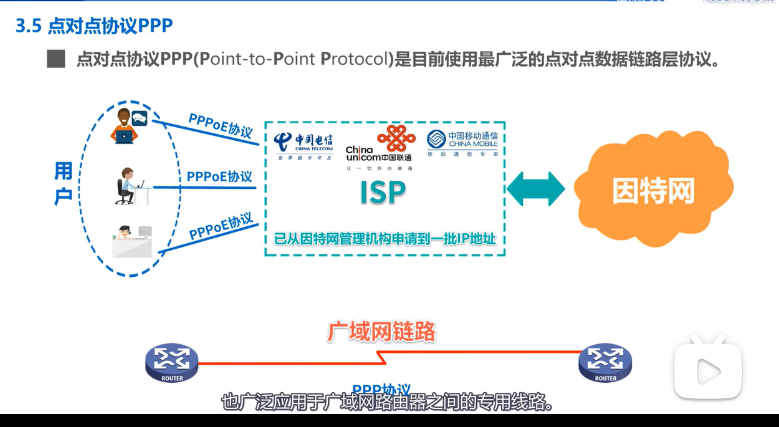 3.5 点对点协议PPP
点对点协议PPP(Point-to-Point Protocol)是目前使用最广泛的点对点数据链路层协议。
用户
PPPoE协议
PPPoE协议
PPPoE协议
中国电信
CHINA TELECOM
世界触手可及
China
unicom中国联通
让一切自由连通
中国移动通信
CHINA MOBILE
移动通信专家
ISP
已从因特网管理机构申请到一批IP地址
因特网
广域网链路
ROUTER
ROUTER
PPP协议
也广泛应用于广域网路由器之间的专用线路。